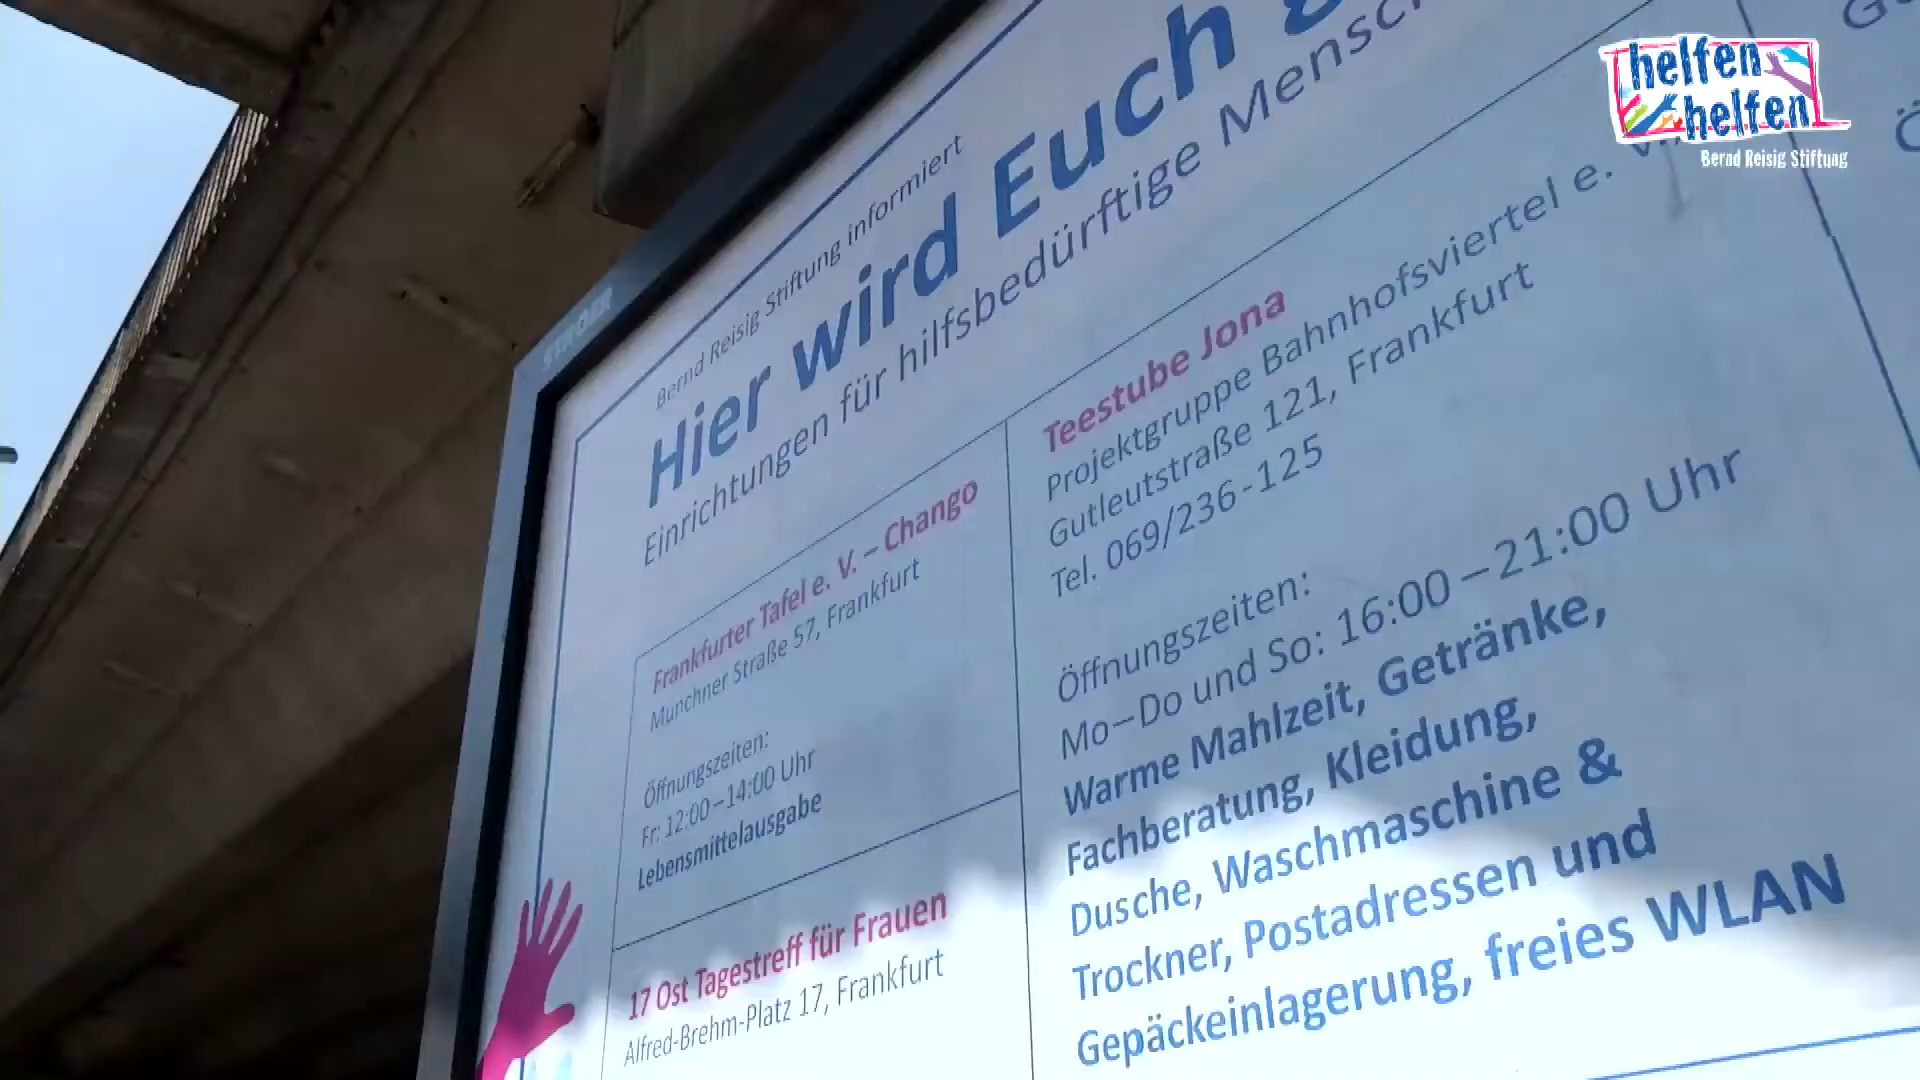 helfen
helfen
Bernd Reisig Stiftung
STRÖER
Bernd Reisig Stiftung informiert
Hier wird Euch
Einrichtungen für hilfsbedürftige
Frankfurter Tafel e. V. – Chango
Münchner Straße 57, Frankfurt
Öffnungszeiten:
Fr: 12:00–14:00 Uhr
Lebensmittelausgabe
17 Ost Tagestreff für Frauen
Alfred-Brehm-Platz 17, Frankfurt
Teestube Jona
Projektgruppe Bahnhofsviertel e. V.
Gutleutstraße 121, Frankfurt
Tel. 069/236-125
Öffnungszeiten:
Mo–Do und So: 16:00–21:00 Uhr
Warme Mahlzeit, Getränke,
Fachberatung, Kleidung,
Dusche, Waschmaschine &
Trockner, Postadressen und
Gepäckeinlagerung, freies WLAN